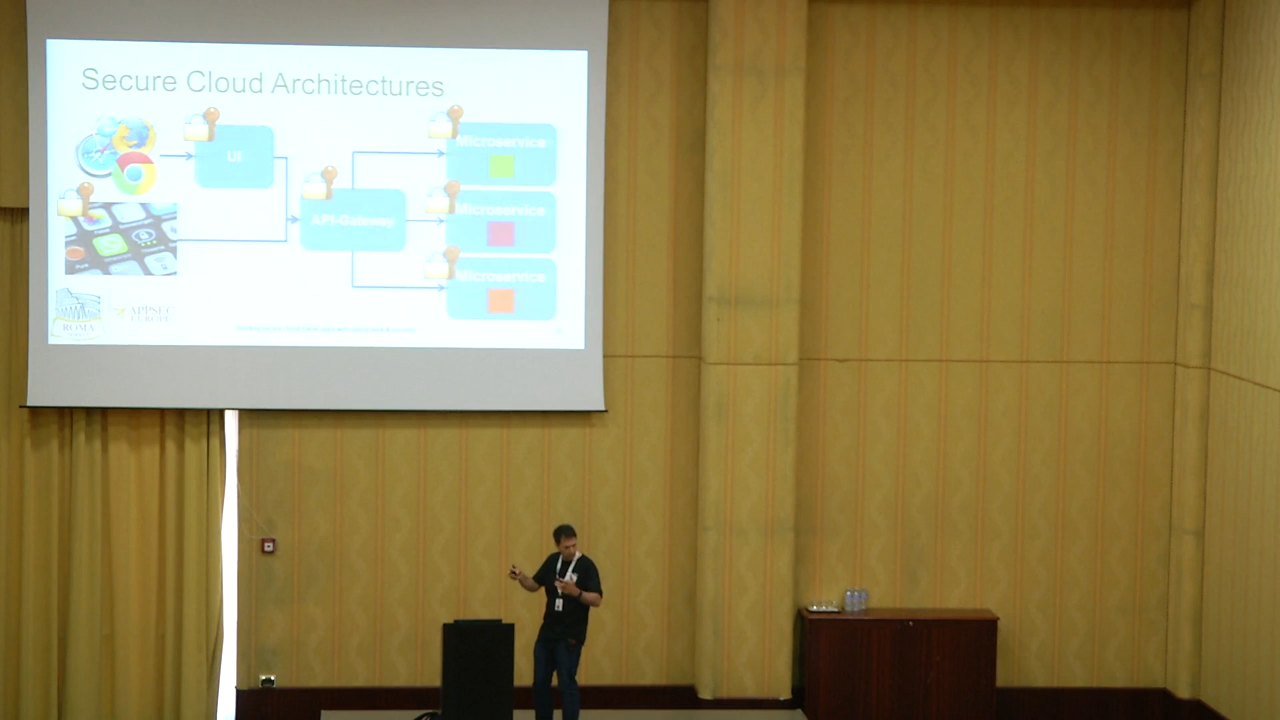 Secure Cloud Architectures
UI
API-Gateway
Microservice
Microservice
Microservice
ROMA
APPSEC
EUROPE